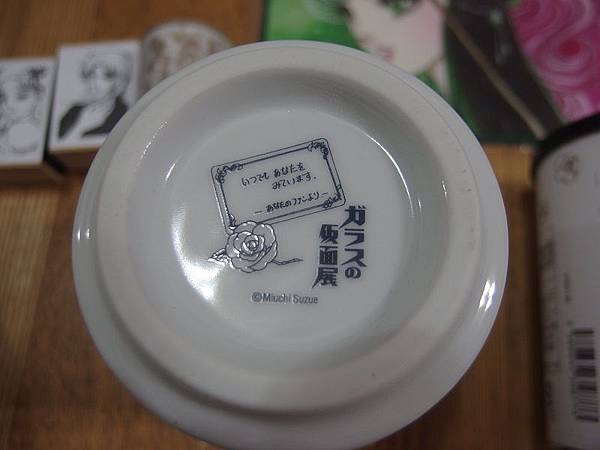 いつでも あなたを
みています。
— あなたのファンより —
ガラスの
仮面展
©Miuchi Suzue